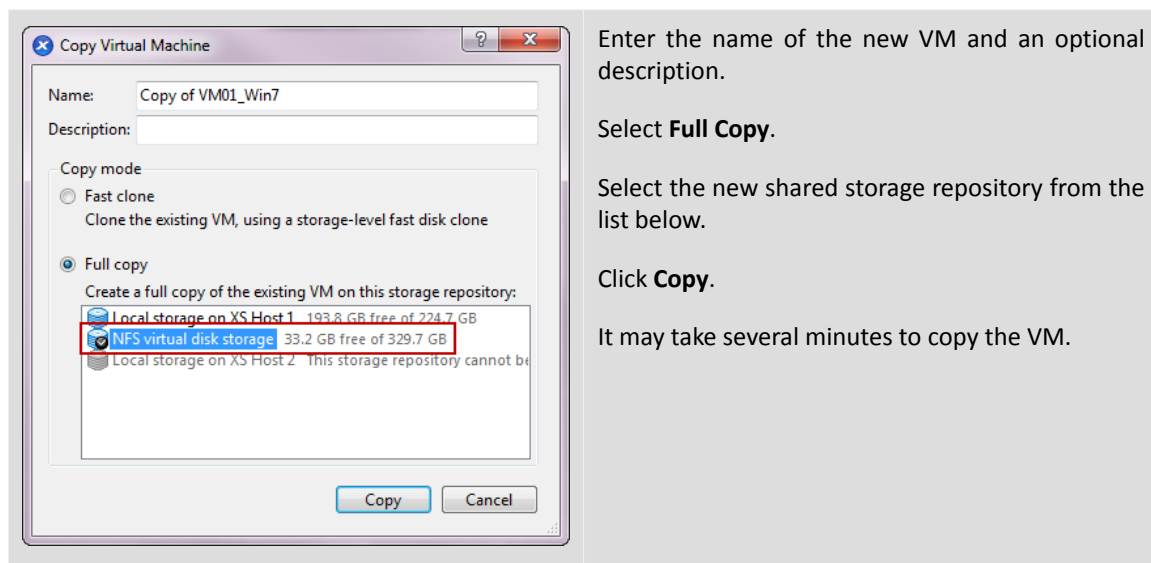 Copy Virtual Machine
Name: Copy of VM01_Win7
Description:
Copy mode
Fast clone
Clone the existing VM, using a storage-level fast disk clone
Full copy
Create a full copy of the existing VM on this storage repository:
Local storage on XS Host 1 193.8 GB free of 224.7 GB
NFS virtual disk storage 33.2 GB free of 329.7 GB
Local storage on XS Host 2 This storage repository cannot be
Copy Cancel
Enter the name of the new VM and an optional
description.
Select Full Copy.
Select the new shared storage repository from the
list below.
Click Copy.
It may take several minutes to copy the VM.